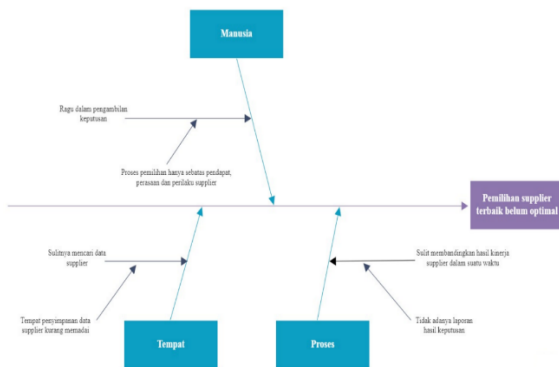 Manusia
Ragu dalam pengambilan
keputusan
Proses pemilihan hanya sebatas pendapat,
perasaan dan perilaku supplier
Pemilihan supplier
terbaik belum optimal
Sulitnya mencari data
supplier
Sulit membandingkan hasil kinerja
supplier dalam suatu waktu
Tempat penyimpanan data
supplier kurang memadai
Tidak adanya laporan
hasil keputusan
Tempat
Proses